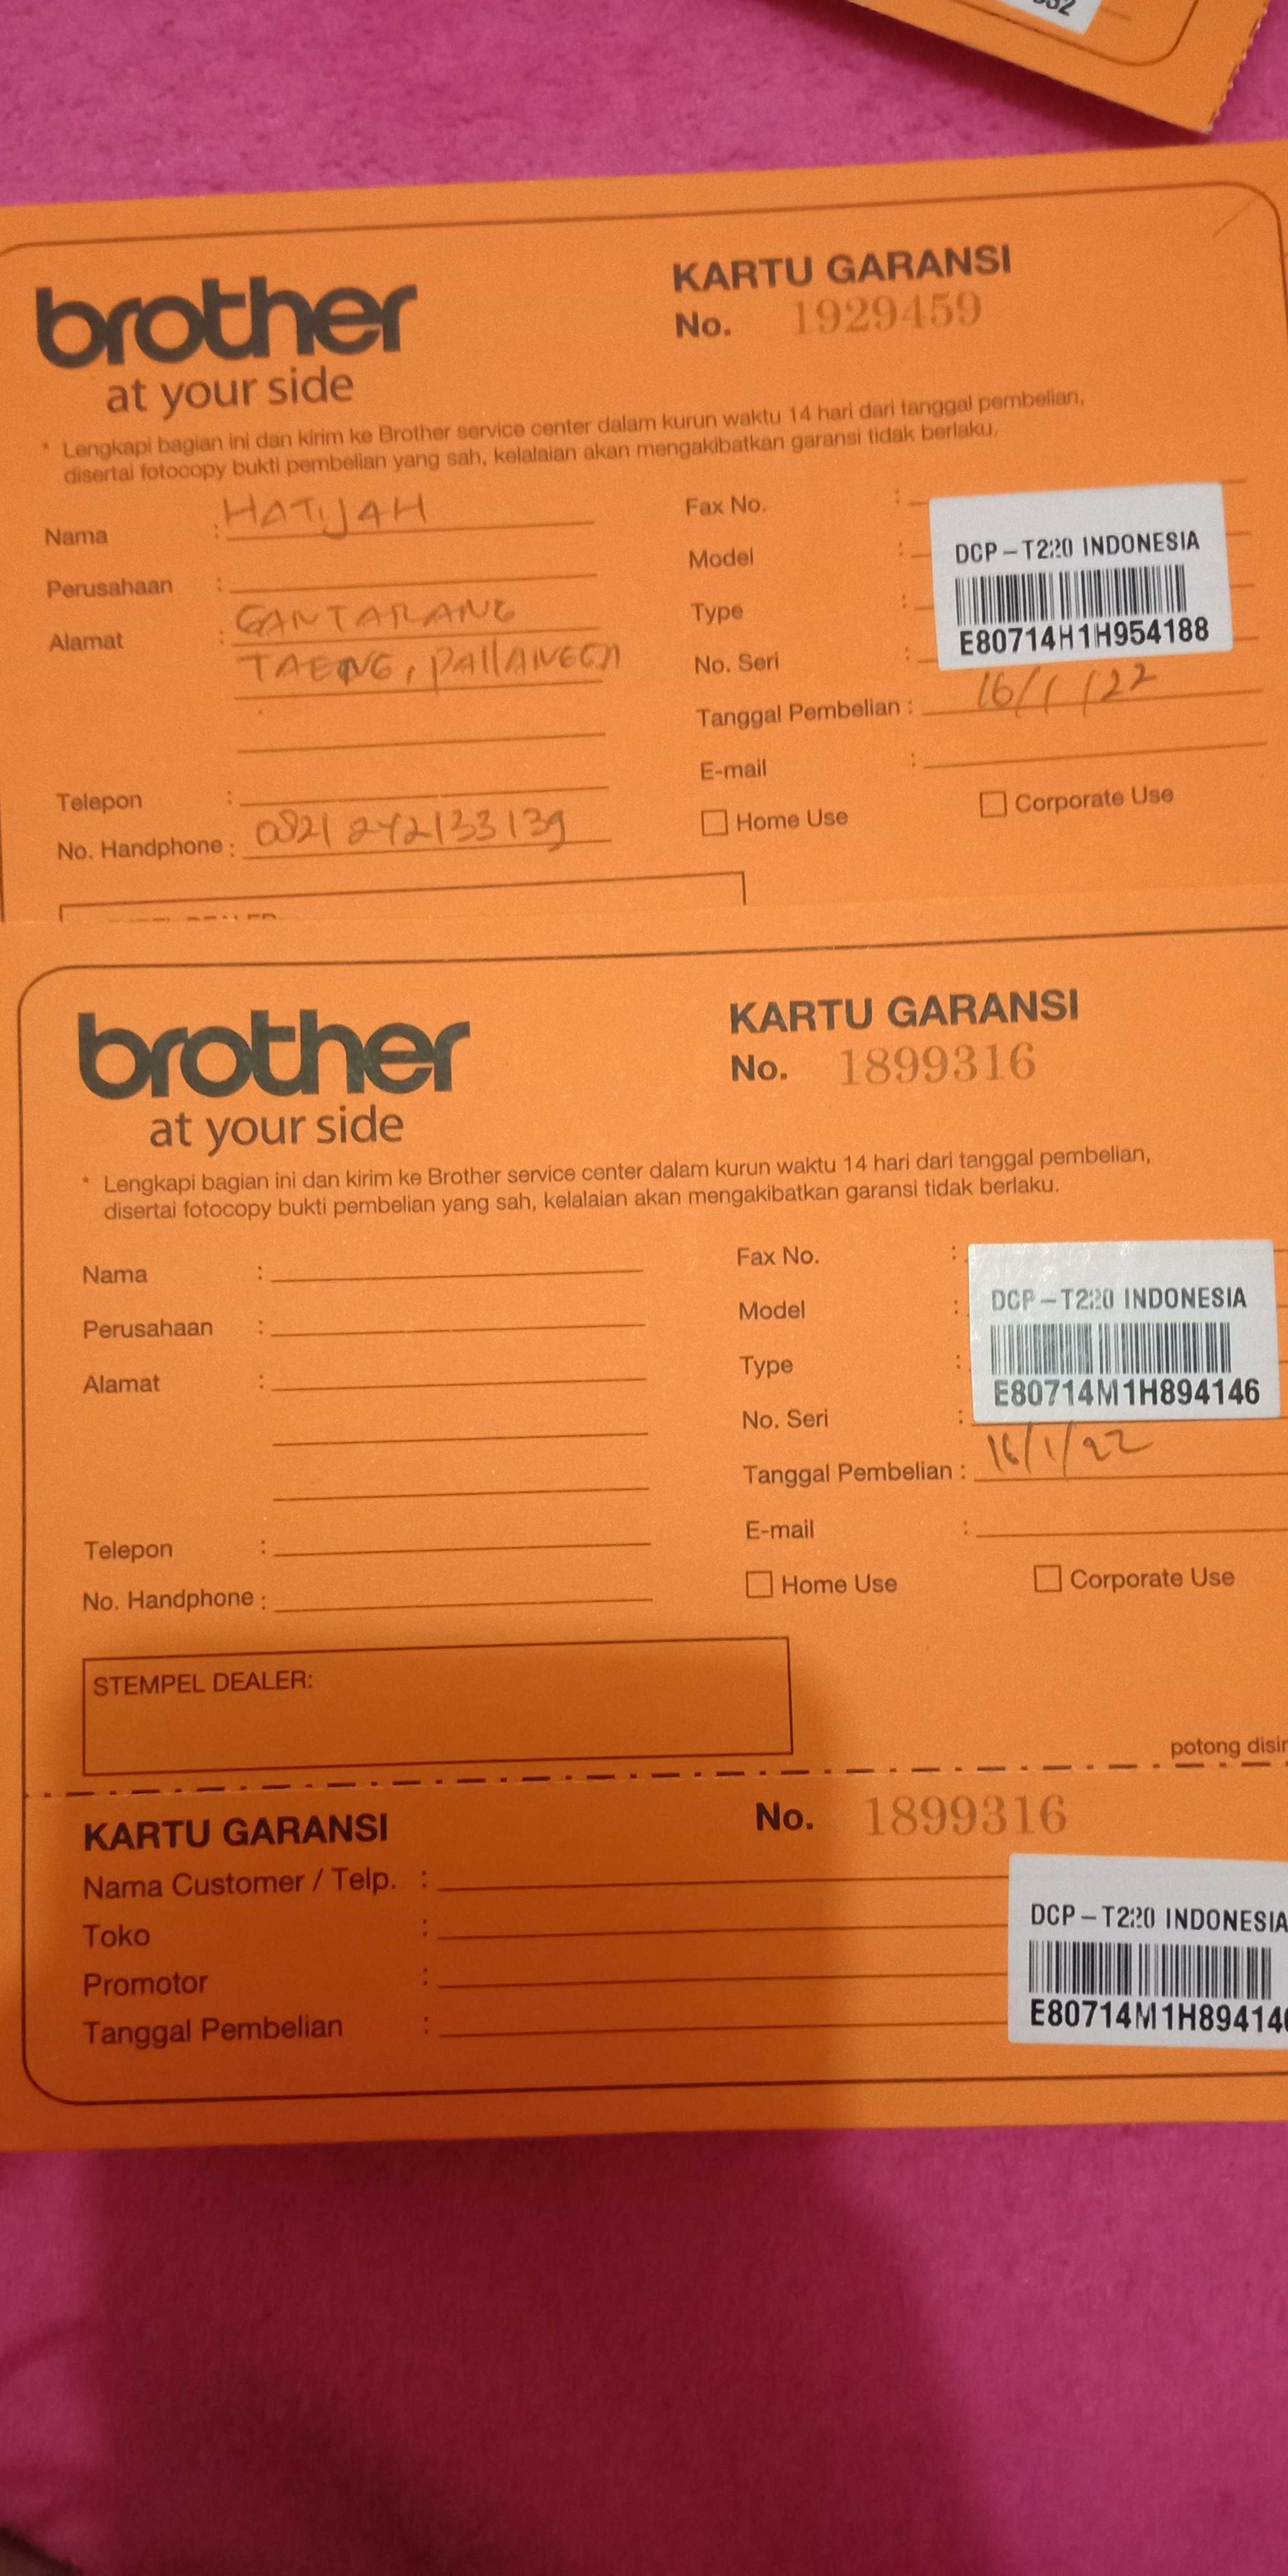 brother
at your side
KARTU GARANSI
No. 1929459
* Lengkapi bagian ini dan kirim ke Brother service center dalam kurun waktu 14 hari dari tanggal pembelian,
disertai fotocopy bukti pembelian yang sah, kelalaian akan mengakibatkan garansi tidak berlaku.
Nama : HATIJAH
Perusahaan :
Alamat : GANTARANG
TAENG, PALLANGGA
Telepon :
No. Handphone :
Fax No. :
Model :
Type :
No. Seri :
DCP-T220 INDONESIA
E80714H1H954188
Tanggal Pembelian : 16/1/22
E-mail :
Home Use
Corporate Use
brother
at your side
KARTU GARANSI
No. 1899316
* Lengkapi bagian ini dan kirim ke Brother service center dalam kurun waktu 14 hari dari tanggal pembelian,
disertai fotocopy bukti pembelian yang sah, kelalaian akan mengakibatkan garansi tidak berlaku.
Nama :
Perusahaan :
Alamat :
Telepon :
No. Handphone :
Fax No. :
Model :
Type :
No. Seri :
DCP-T220 INDONESIA
E80714M1H894146
Tanggal Pembelian : 16/1/22
E-mail :
Home Use
Corporate Use
STEMPEL DEALER:
potong disin
KARTU GARANSI
No. 1899316
Nama Customer / Telp. :
Toko :
Promotor :
Tanggal Pembelian :
DCP-T220 INDONESIA
E80714M1H89414